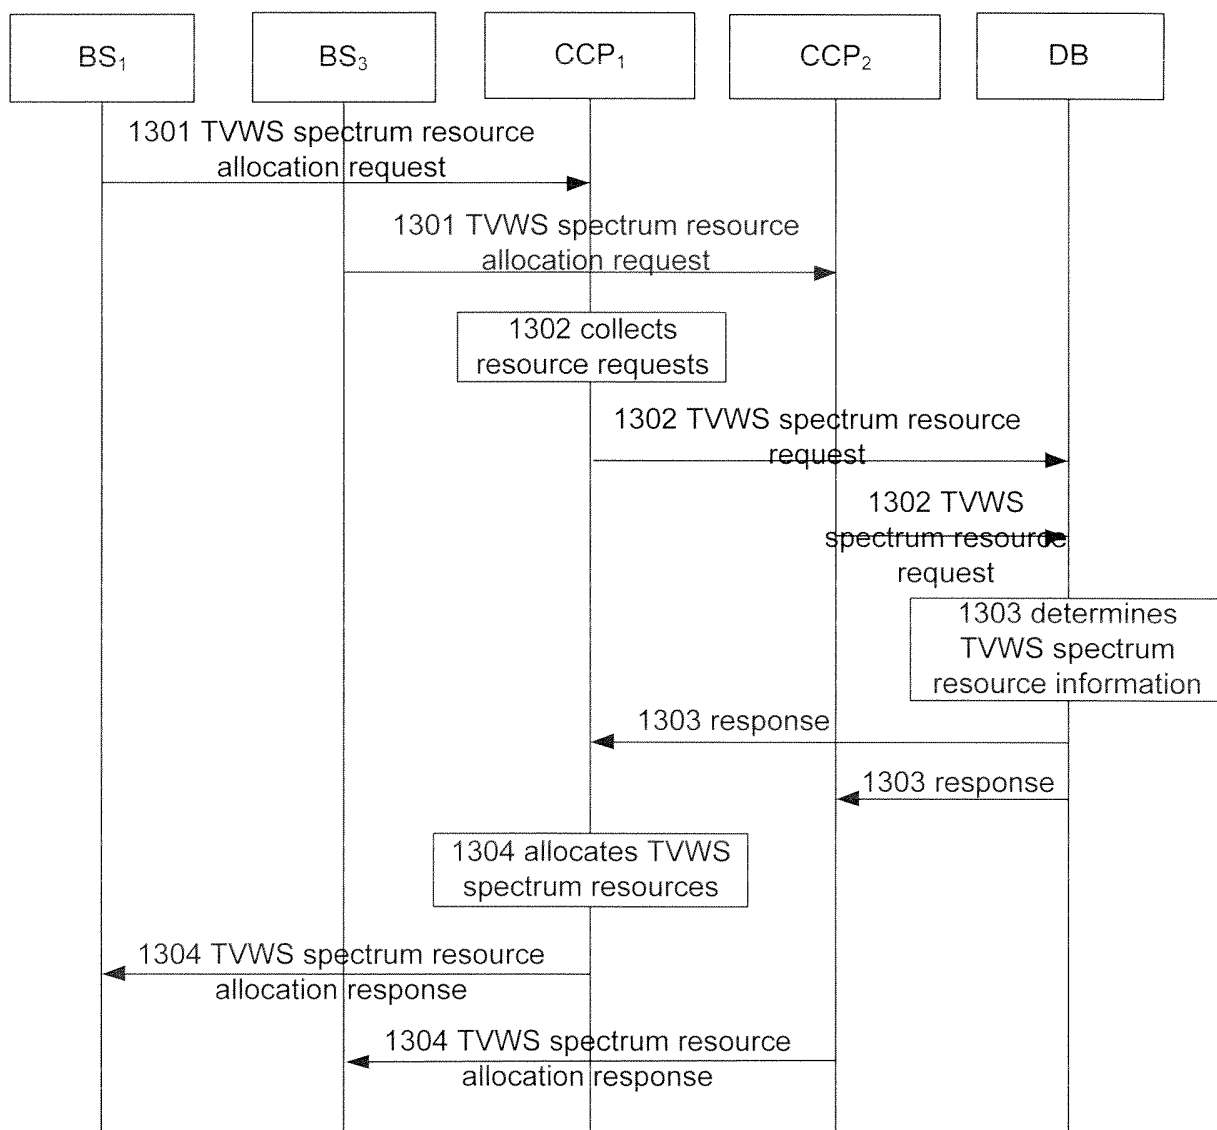 BS₁
BS₃
CCP₁
CCP₂
DB
1301 TVWS spectrum resource
allocation request
1301 TVWS spectrum resource
allocation request
1302 collects
resource requests
1302 TVWS spectrum resource
request
1302 TVWS
spectrum resource
request
1303 determines
TVWS spectrum
resource information
1303 response
1303 response
1304 allocates TVWS
spectrum resources
1304 TVWS spectrum resource
allocation response
1304 TVWS spectrum resource
allocation response